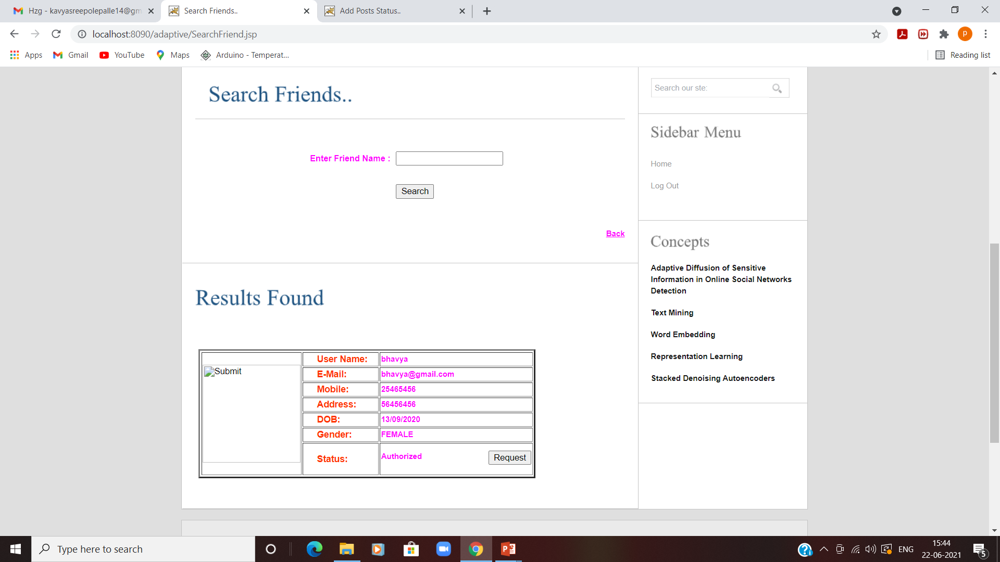 Hzg - kavyasreepolepalle14@gm
Search Friends..
Add Posts Status..
localhost:8090/adaptive/SearchFriend.jsp
P
Apps
Gmail
YouTube
Maps
Arduino - Temperat...
Reading list
Search Friends..
Enter Friend Name :
Search
Back
Results Found
Submit
User Name: bhavya
E-Mail: bhavya@gmail.com
Mobile: 25465456
Address: 56456456
DOB: 13/09/2020
Gender: FEMALE
Status: Authorized Request
Search our ste:
Sidebar Menu
Home
Log Out
Concepts
Adaptive Diffusion of Sensitive
Information in Online Social Networks
Detection
Text Mining
Word Embedding
Representation Learning
Stacked Denoising Autoencoders
Type here to search
ENG
15:44
22-06-2021
5